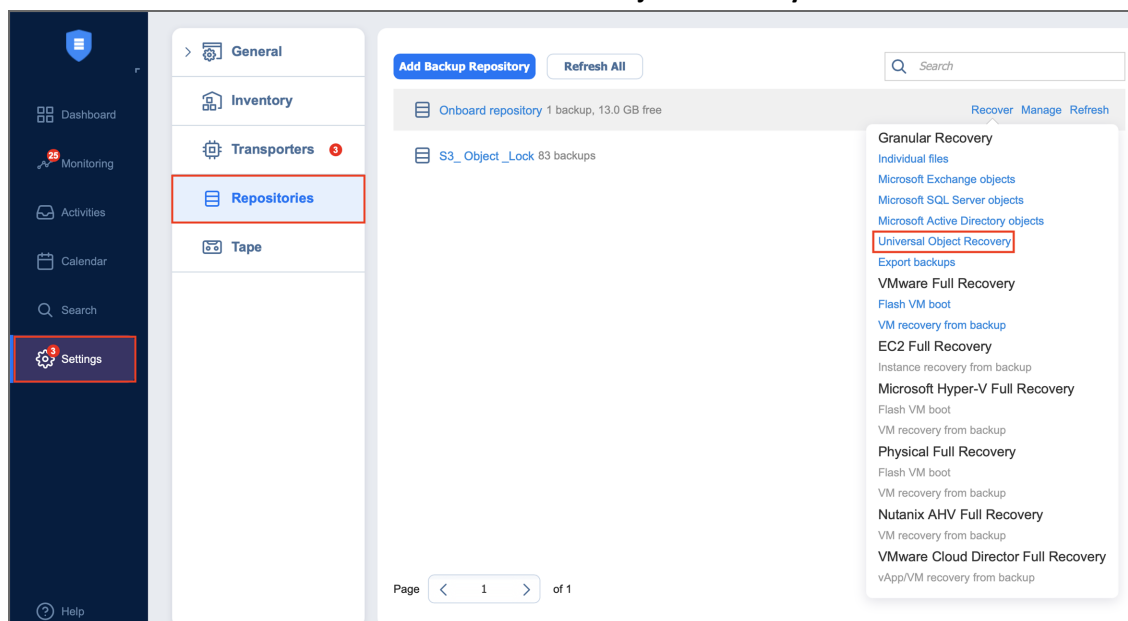 Dashboard
25
Monitoring
Activities
Calendar
Search
3
Settings
Help
General
Inventory
Transporters 3
Repositories
Tape
Add Backup Repository Refresh All Search
Onboard repository 1 backup, 13.0 GB free Recover Manage Refresh
S3_ Object _Lock 83 backups
Granular Recovery
Individual files
Microsoft Exchange objects
Microsoft SQL Server objects
Microsoft Active Directory objects
Universal Object Recovery
Export backups
VMware Full Recovery
Flash VM boot
VM recovery from backup
EC2 Full Recovery
Instance recovery from backup
Microsoft Hyper-V Full Recovery
Flash VM boot
VM recovery from backup
Physical Full Recovery
Flash VM boot
VM recovery from backup
Nutanix AHV Full Recovery
VM recovery from backup
VMware Cloud Director Full Recovery
vApp/VM recovery from backup
Page 1 of 1